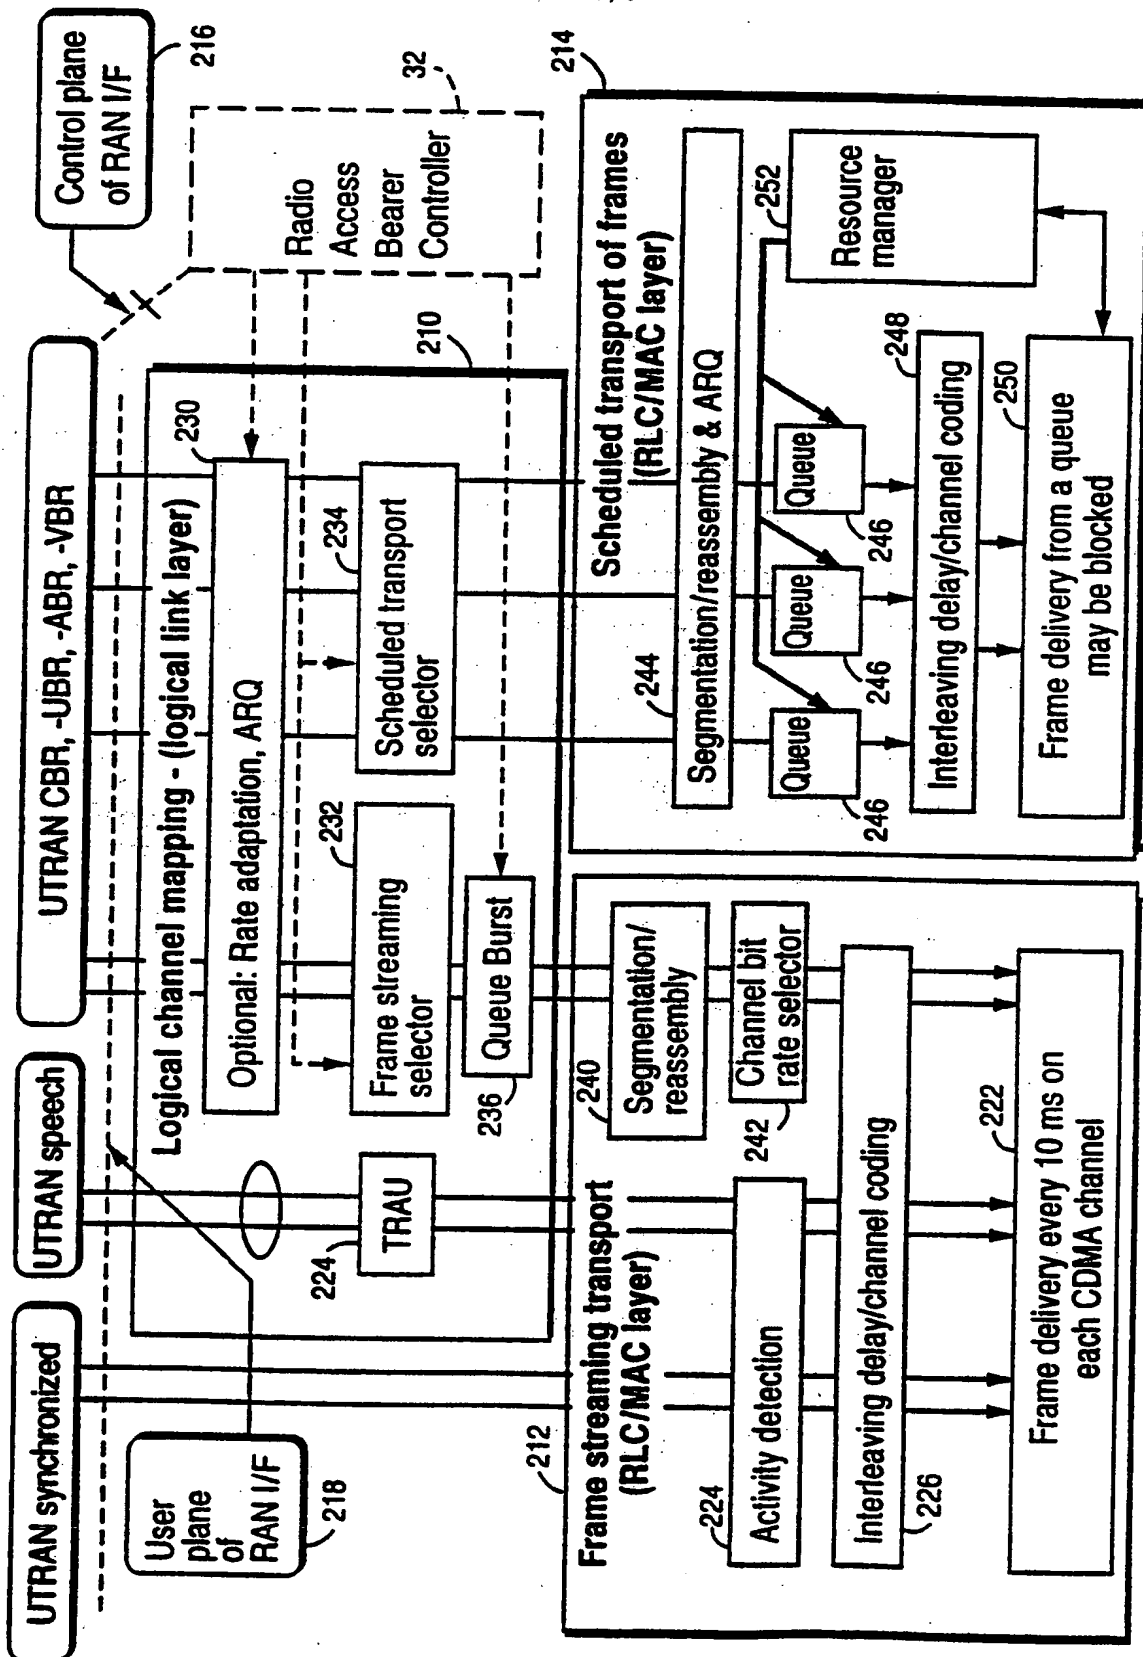 UTRAN synchronized
UTRAN speech
UTRAN CBR, -UBR, -ABR, -VBR
Control plane
of RAN I/F
216
User
plane
of
RAN I/F
218
Logical channel mapping - (logical link layer)
230
Optional: Rate adaptation, ARQ
Radio
Access
Bearer
Controller
32
224
TRAU
232
Frame streaming
selector
234
Scheduled transport
selector
210
236
Queue Burst
212
Frame streaming transport
(RLC/MAC layer)
240
Segmentation/
reassembly
224
Activity detection
242
Channel bit
rate selector
Interleaving delay/channel coding
226
222
Frame delivery every 10 ms on
each CDMA channel
214
Scheduled transport of frames
(RLC/MAC layer)
244
Segmentation/reassembly & ARQ
252
Resource
manager
Queue
246
Queue
246
Queue
246
248
Interleaving delay/channel coding
250
Frame delivery from a queue
may be blocked